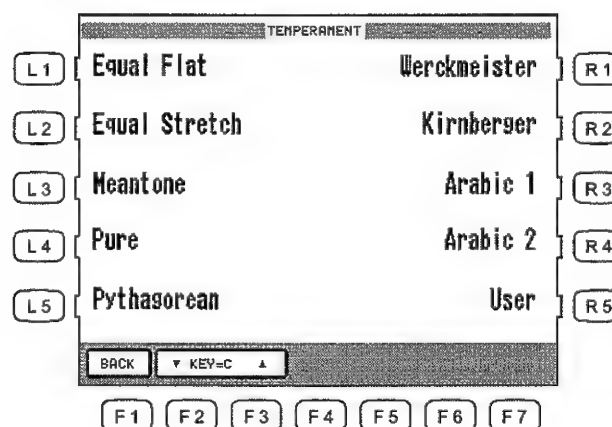 TEMPERAMENT
L1 Equal Flat Werckmeister R1
L2 Equal Stretch Kirnberger R2
L3 Meantone Arabic 1 R3
L4 Pure Arabic 2 R4
L5 Pythagorean User R5
BACK ▼ KEY=C ▲
F1 F2 F3 F4 F5 F6 F7